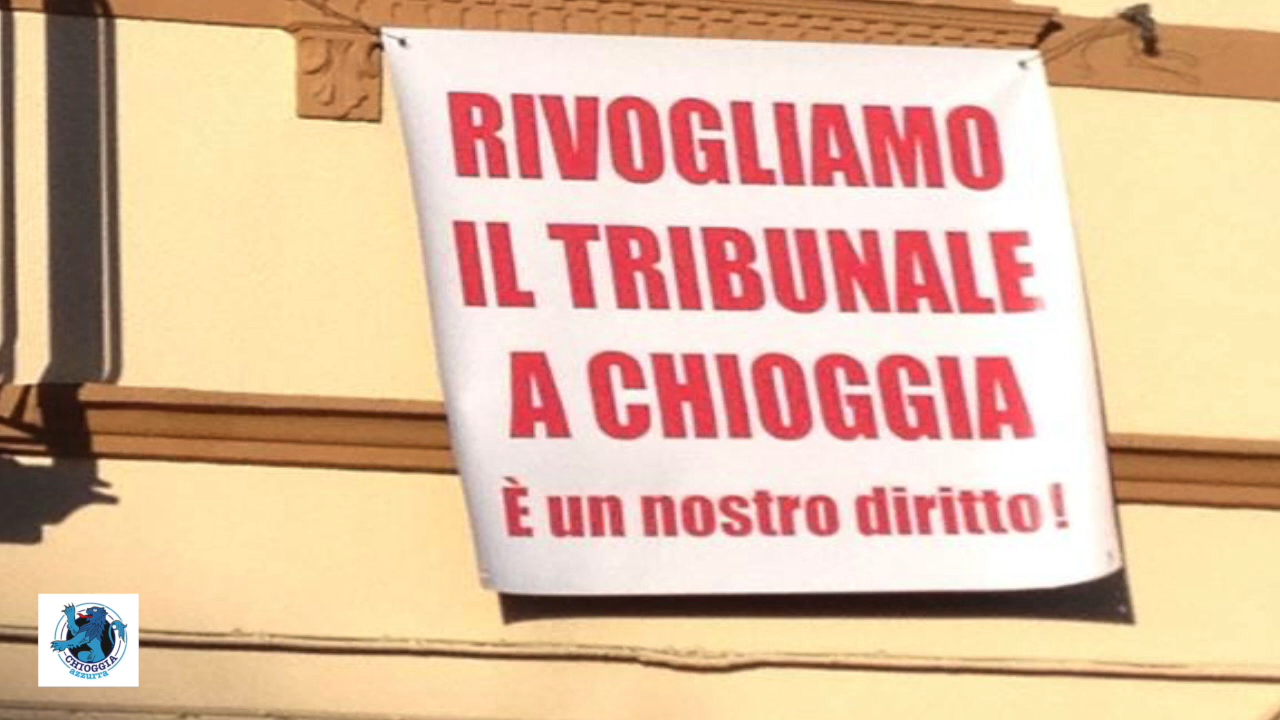 RIVOGLIAMO
IL TRIBUNALE
A CHIOGGIA
È un nostro diritto!
CHIOGGIA
azzurra